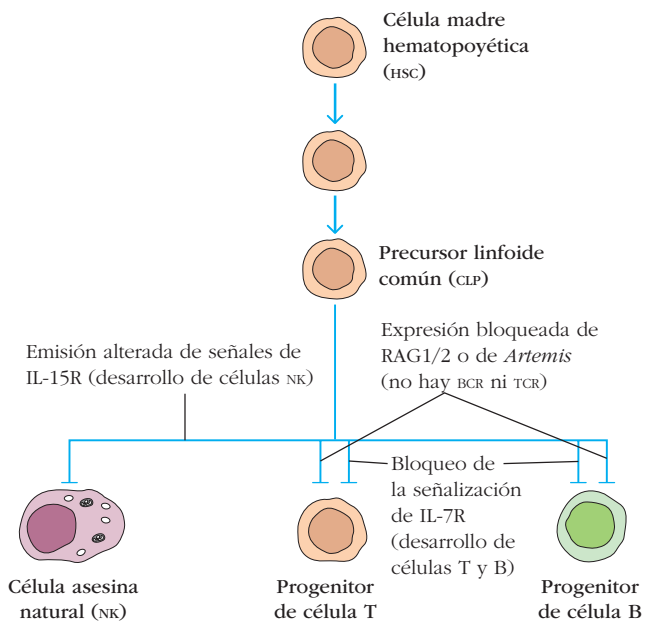 Célula madre
hematopoyética
(HSC)
Precursor linfoide
común (CLP)
Emisión alterada de señales de
IL-15R (desarrollo de células NK)
Expresión bloqueada de
RAG1/2 o de Artemis
(no hay BCR ni TCR)
Bloqueo de
la señalización
de IL-7R
(desarrollo de
células T y B)
Célula asesina
natural (NK)
Progenitor
de célula T
Progenitor
de célula B